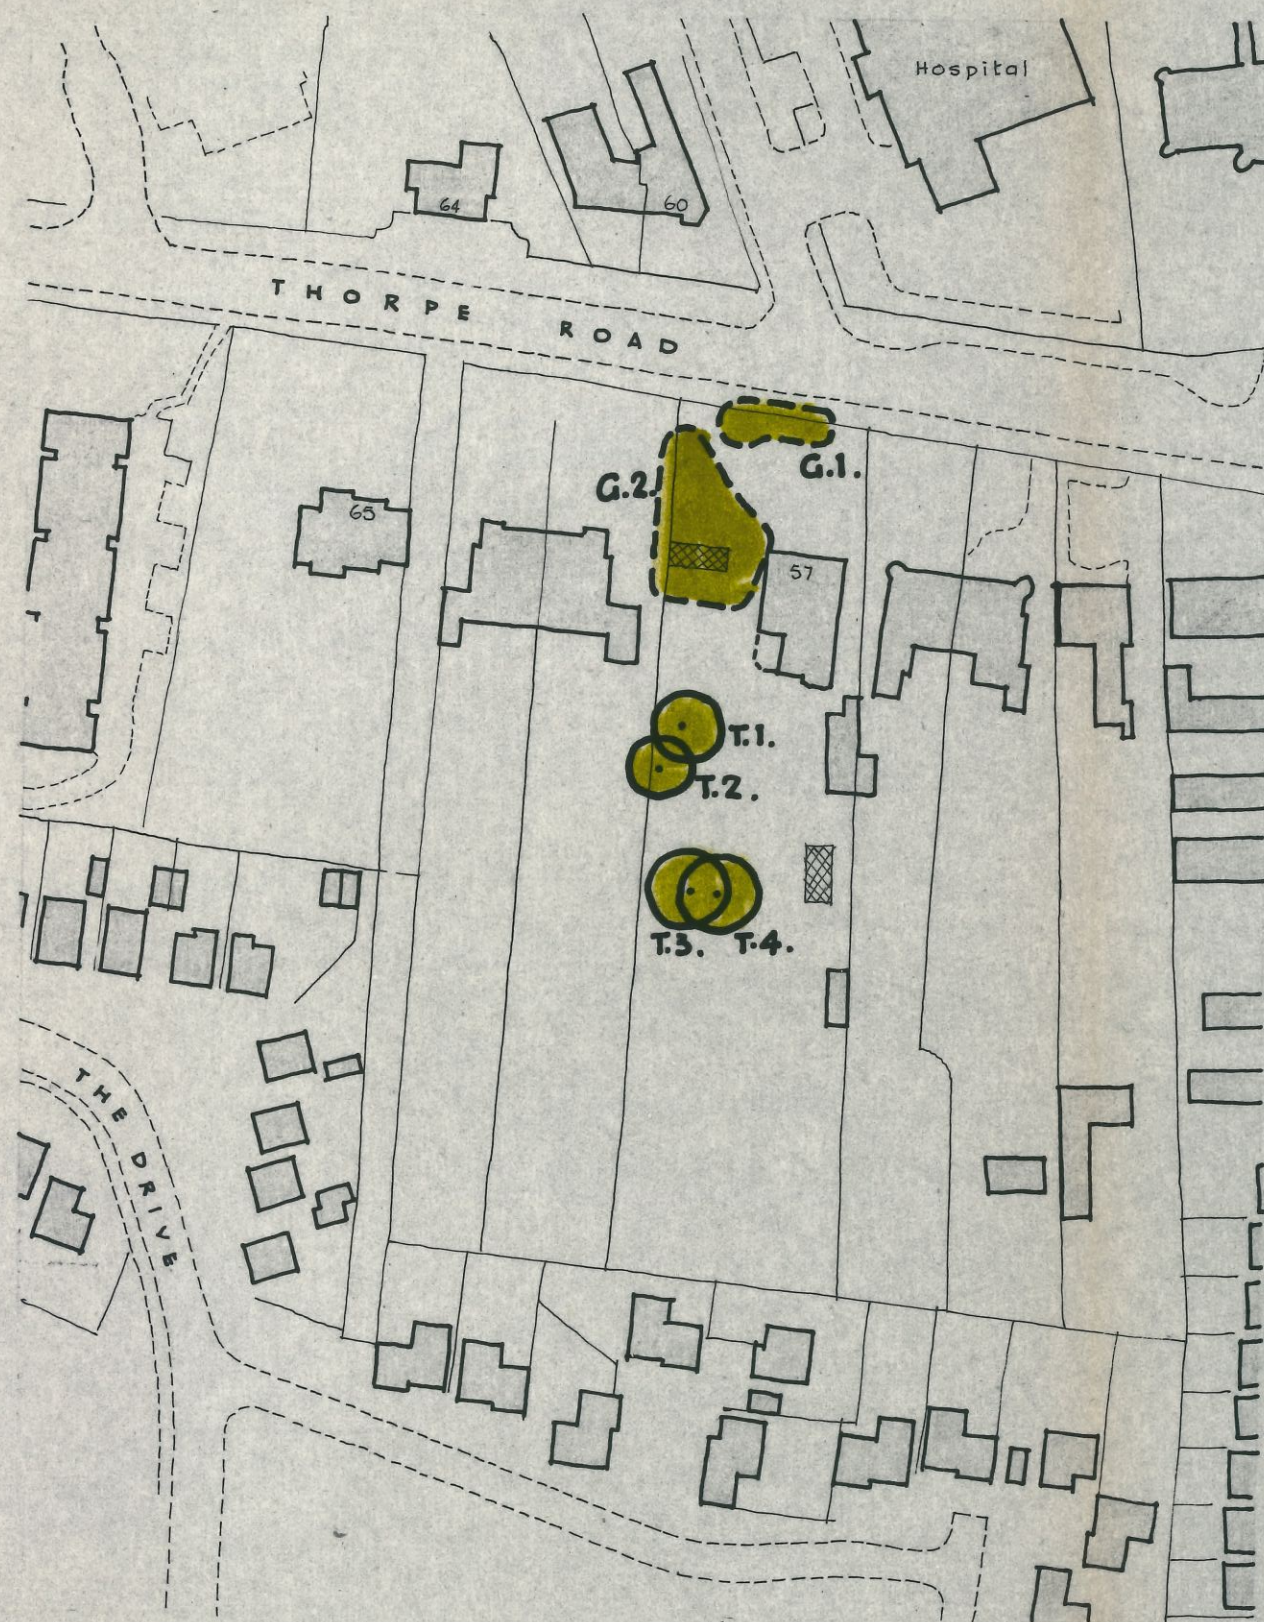 Hospital
64
60
THORPE ROAD
G.1.
G.2.
65
57
T.1.
T.2.
T.3. T.4.
THE DRIVE